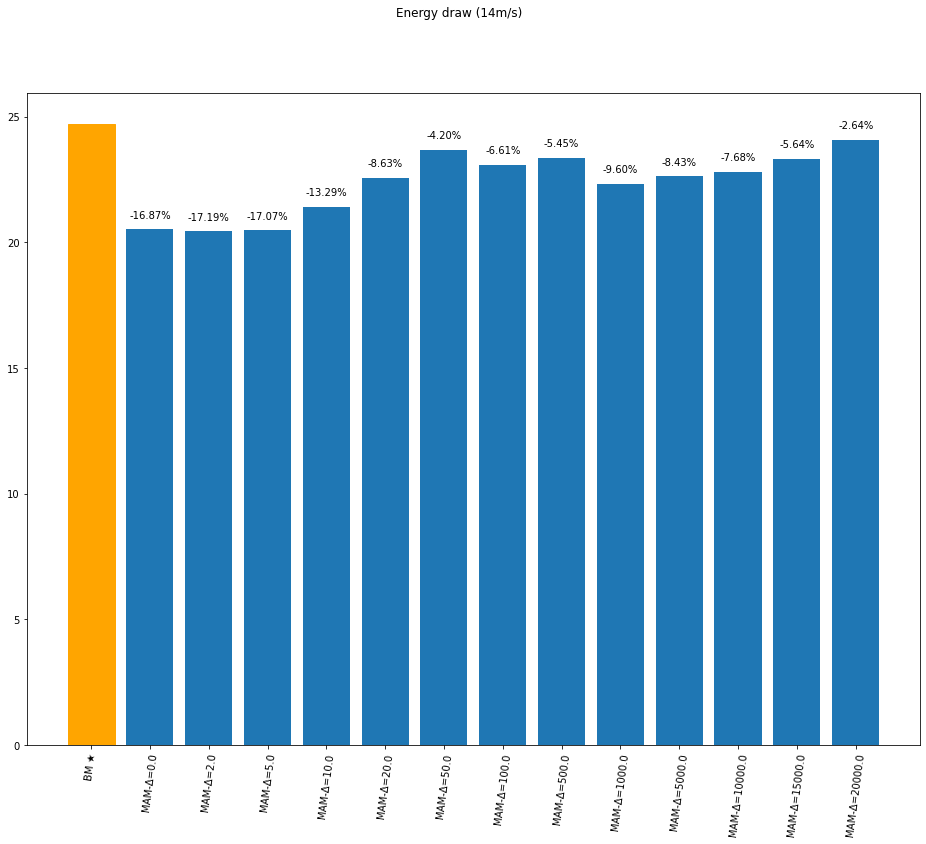 Energy draw (14m/s)
25
20
15
10
5
0
-16.87%
-17.19%
-17.07%
-13.29%
-8.63%
-4.20%
-6.61%
-5.45%
-9.60%
-8.43%
-7.68%
-5.64%
-2.64%
BM ★
MAM-Δ=0.0
MAM-Δ=2.0
MAM-Δ=5.0
MAM-Δ=10.0
MAM-Δ=20.0
MAM-Δ=50.0
MAM-Δ=100.0
MAM-Δ=500.0
MAM-Δ=1000.0
MAM-Δ=5000.0
MAM-Δ=10000.0
MAM-Δ=15000.0
MAM-Δ=20000.0